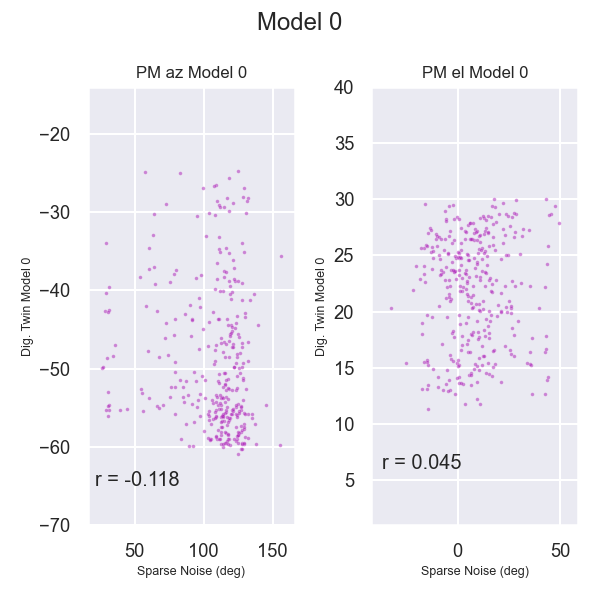 Model 0
PM az Model 0
Dig. Twin Model 0
−20
−30
−40
−50
−60
−70
r = -0.118
50
100
150
Sparse Noise (deg)
PM el Model 0
Dig. Twin Model 0
40
35
30
25
20
15
10
5
r = 0.045
0
50
Sparse Noise (deg)